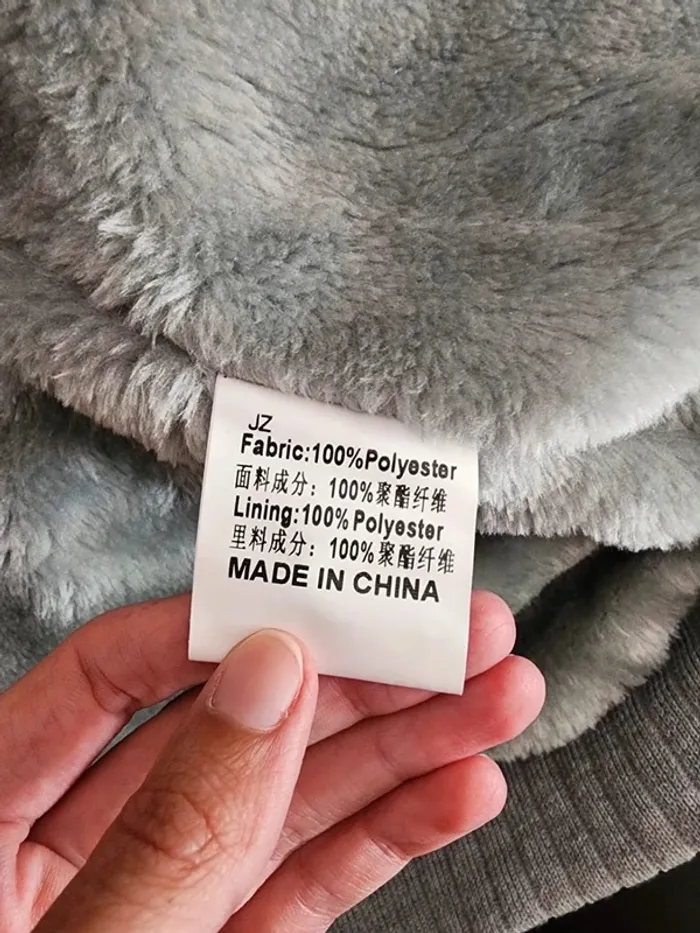 JZ
Fabric:100%Polyester
面料成分：100%聚酯纤维
Lining:100%Polyester
里料成分：100%聚酯纤维
MADE IN CHINA